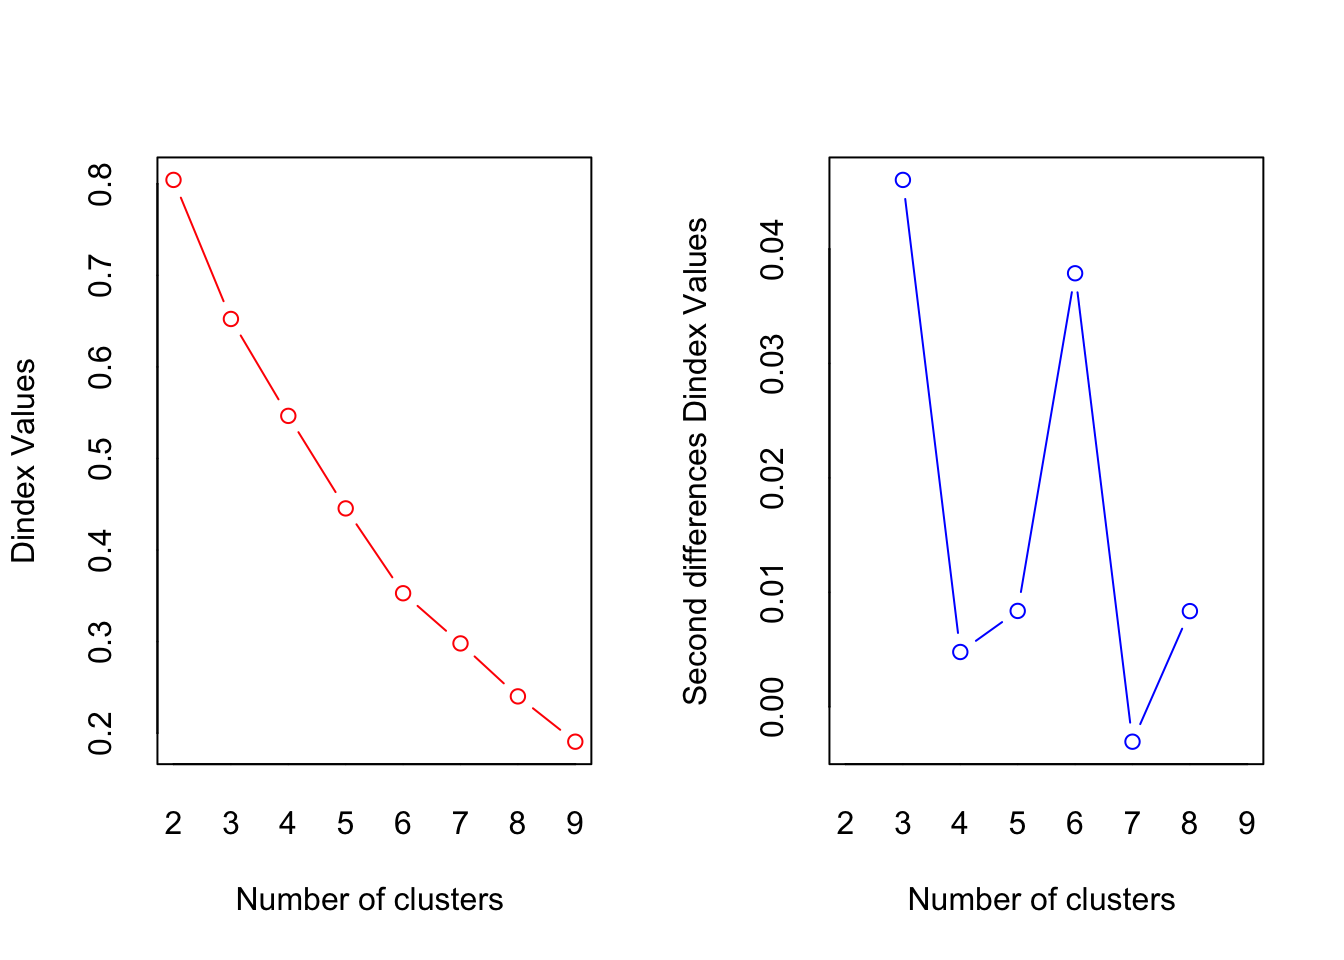 Dindex Values
0.2 0.3 0.4 0.5 0.6 0.7 0.8
2 3 4 5 6 7 8 9
Number of clusters
Second differences Dindex Values
0.00 0.01 0.02 0.03 0.04
2 3 4 5 6 7 8 9
Number of clusters